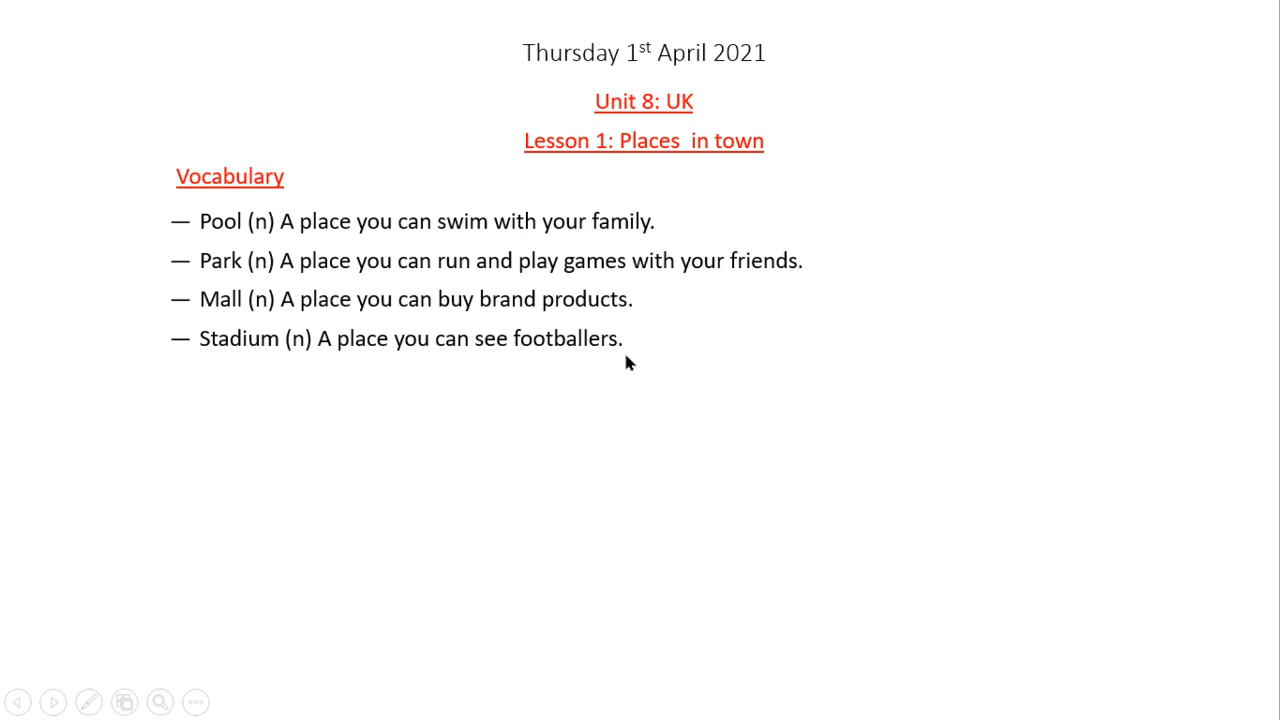 Thursday 1st April 2021
Unit 8: UK
Lesson 1: Places  in town
Vocabulary
— Pool (n) A place you can swim with your family.
— Park (n) A place you can run and play games with your friends.
— Mall (n) A place you can buy brand products.
— Stadium (n) A place you can see footballers.